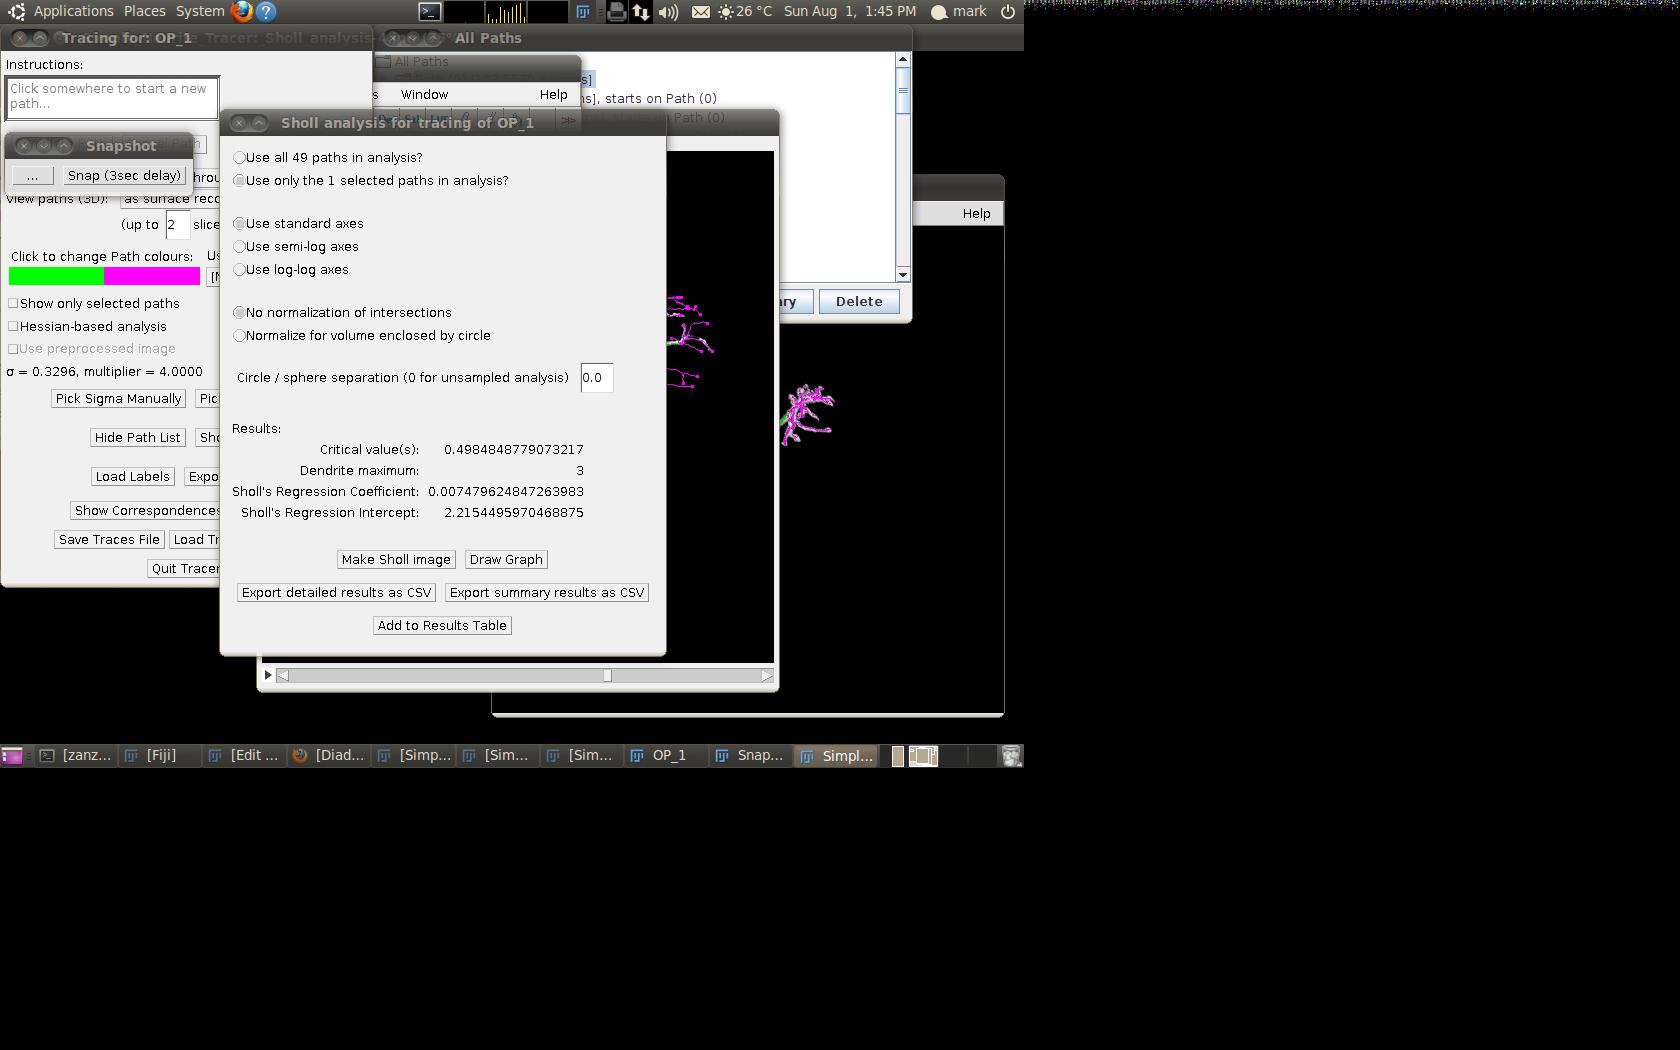 Applications Places System 26 °C Sun Aug 1, 1:45 PM mark
Tracing for: OP_1
All Paths
Instructions:
Click somewhere to start a new
path...
Snapshot
... Snap (3sec delay)
View paths (3D):
(up to 2
Click to change Path colours:
Show only selected paths
Hessian-based analysis
Use preprocessed image
σ = 0.3296, multiplier = 4.0000
Pick Sigma Manually
Hide Path List
Load Labels
Show Correspondences
Save Traces File
Quit Tracer
All Paths
s]
ns], starts on Path (0)
s Window Help
Sholl analysis for tracing of OP_1
Use all 49 paths in analysis?
Use only the 1 selected paths in analysis?
Use standard axes
Use semi-log axes
Use log-log axes
No normalization of intersections
Normalize for volume enclosed by circle
Circle / sphere separation (0 for unsampled analysis) 0.0
Results:
Critical value(s): 0.4984848779073217
Dendrite maximum: 3
Sholl's Regression Coefficient: 0.007479624847263983
Sholl's Regression Intercept: 2.2154495970468875
Make Sholl image Draw Graph
Export detailed results as CSV Export summary results as CSV
Add to Results Table
Delete
Help
[zanz... [Fiji] [Edit ... [Diad... [Simp... [Sim... [Sim... OP_1 Snap... Simpl...